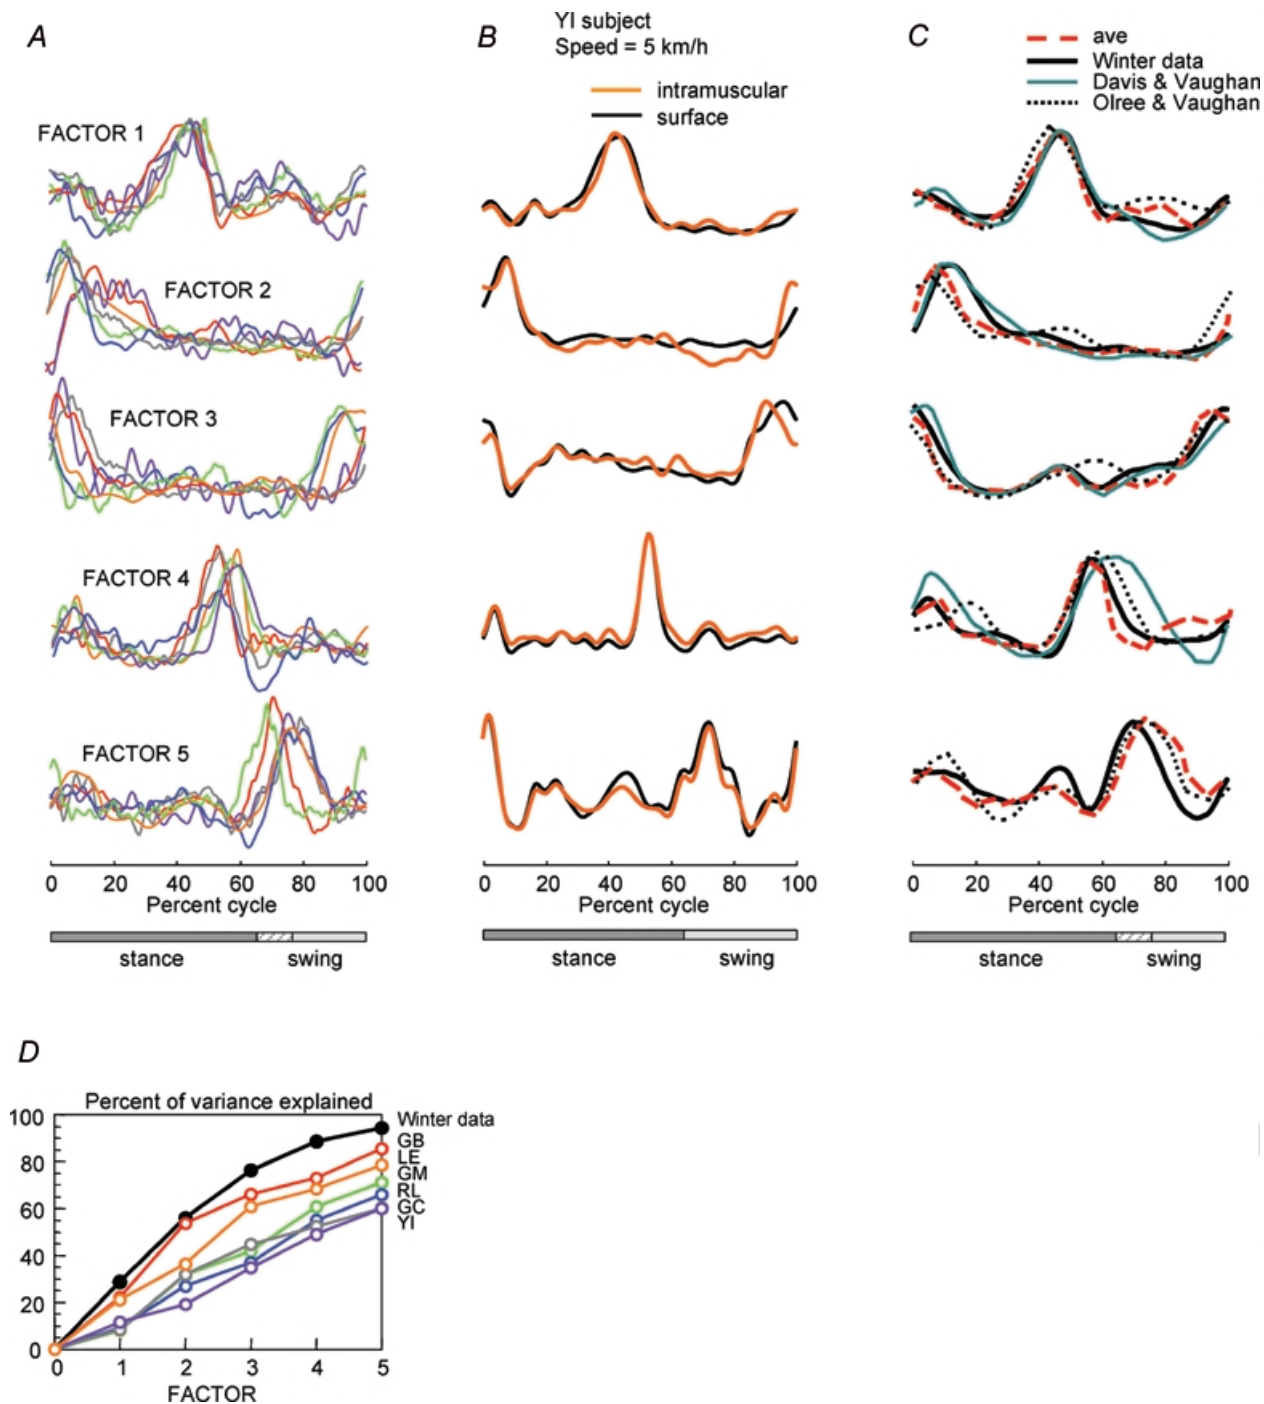 A
FACTOR 1
FACTOR 2
FACTOR 3
FACTOR 4
FACTOR 5
0 20 40 60 80 100
Percent cycle
stance swing
B
YI subject
Speed = 5 km/h
intramuscular
surface
0 20 40 60 80 100
Percent cycle
stance swing
C
ave
Winter data
Davis & Vaughan
Olree & Vaughan
0 20 40 60 80 100
Percent cycle
stance swing
D
Percent of variance explained
100
80
60
40
20
0
0 1 2 3 4 5
FACTOR
Winter data
GB
LE
GM
RL
GC
YI